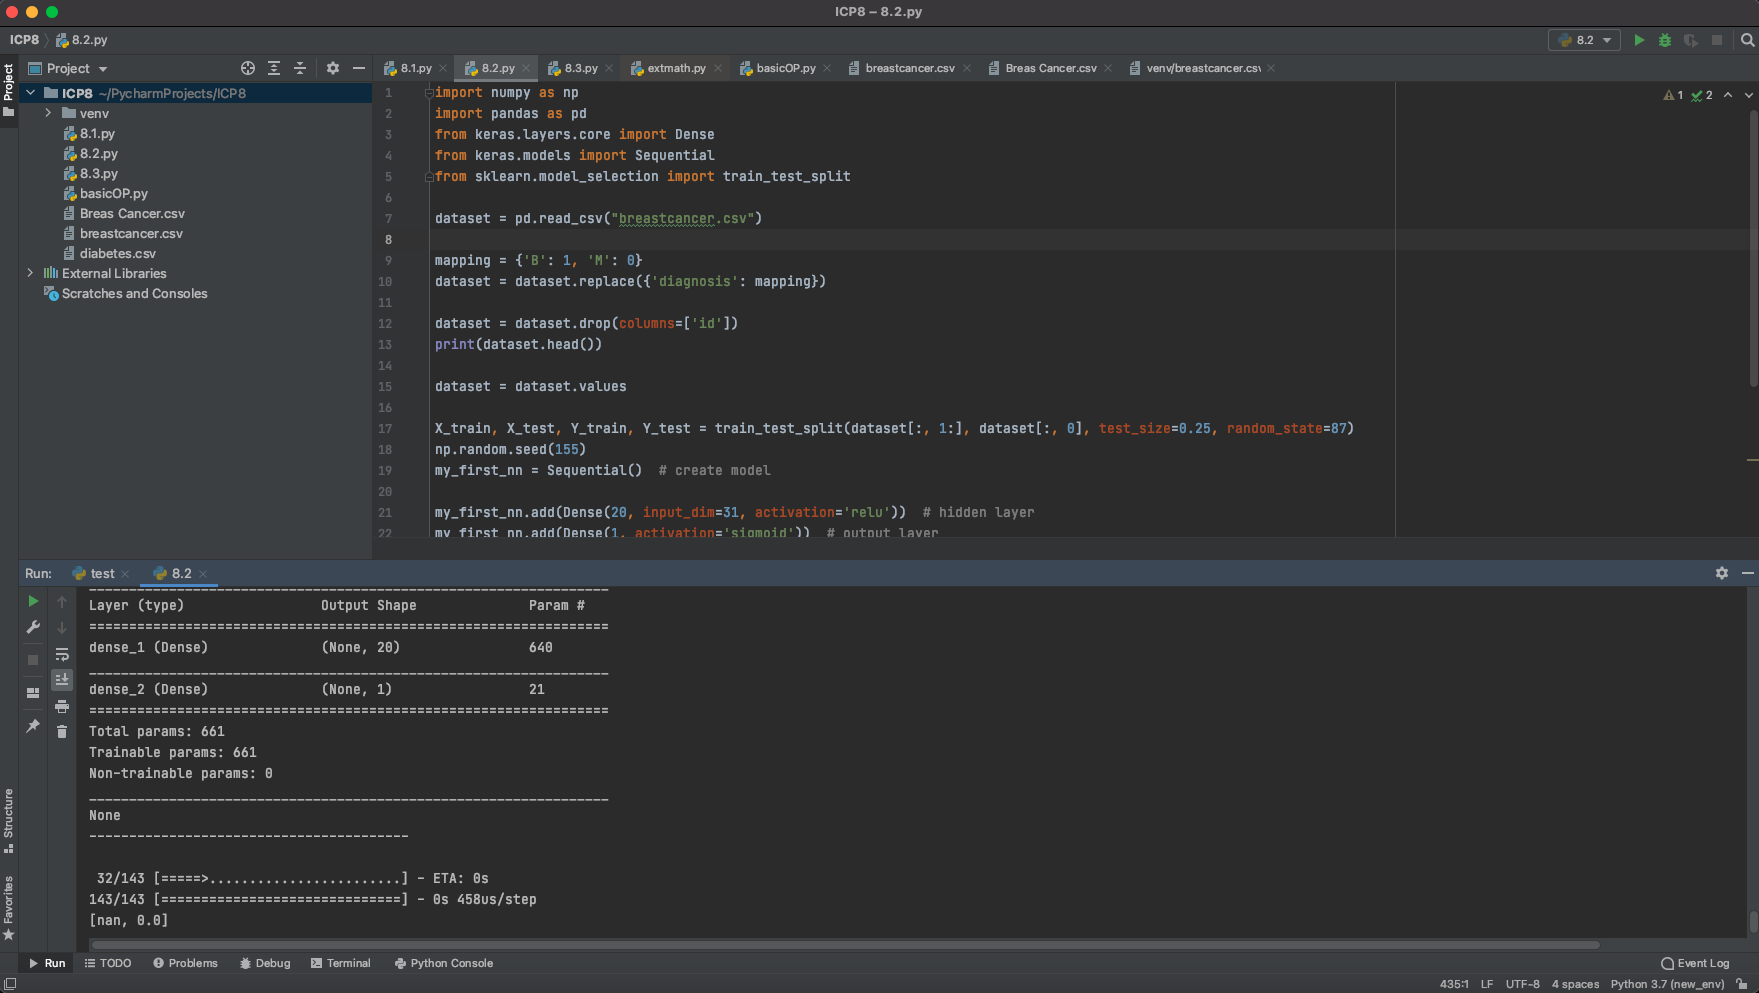 ICP8 – 8.2.py
ICP8 8.2.py
8.2
Project
8.1.py 8.2.py 8.3.py extmath.py basicOP.py breastcancer.csv Breas Cancer.csv venv/breastcancer.csv
Project
ICP8 ~/PycharmProjects/ICP8
venv
8.1.py
8.2.py
8.3.py
basicOP.py
Breas Cancer.csv
breastcancer.csv
diabetes.csv
External Libraries
Scratches and Consoles
1 2
1 import numpy as np
2 import pandas as pd
3 from keras.layers.core import Dense
4 from keras.models import Sequential
5 from sklearn.model_selection import train_test_split
6
7 dataset = pd.read_csv("breastcancer.csv")
8
9 mapping = {'B': 1, 'M': 0}
10 dataset = dataset.replace({'diagnosis': mapping})
11
12 dataset = dataset.drop(columns=['id'])
13 print(dataset.head())
14
15 dataset = dataset.values
16
17 X_train, X_test, Y_train, Y_test = train_test_split(dataset[:, 1:], dataset[:, 0], test_size=0.25, random_state=87)
18 np.random.seed(155)
19 my_first_nn = Sequential()  # create model
20
21 my_first_nn.add(Dense(20, input_dim=31, activation='relu'))  # hidden layer
22 my_first_nn.add(Dense(1, activation='sigmoid'))  # output layer
Run: test 8.2
_________________________________________________________________
Layer (type)                 Output Shape              Param #
=================================================================
dense_1 (Dense)              (None, 20)                640
_________________________________________________________________
dense_2 (Dense)              (None, 1)                 21
=================================================================
Total params: 661
Trainable params: 661
Non-trainable params: 0
_________________________________________________________________
None
----------------------------------------
32/143 [=====>........................] - ETA: 0s
143/143 [==============================] - 0s 458us/step
[nan, 0.0]
Structure
Favorites
Run TODO Problems Debug Terminal Python Console Event Log
435:1 LF UTF-8 4 spaces Python 3.7 (new_env)